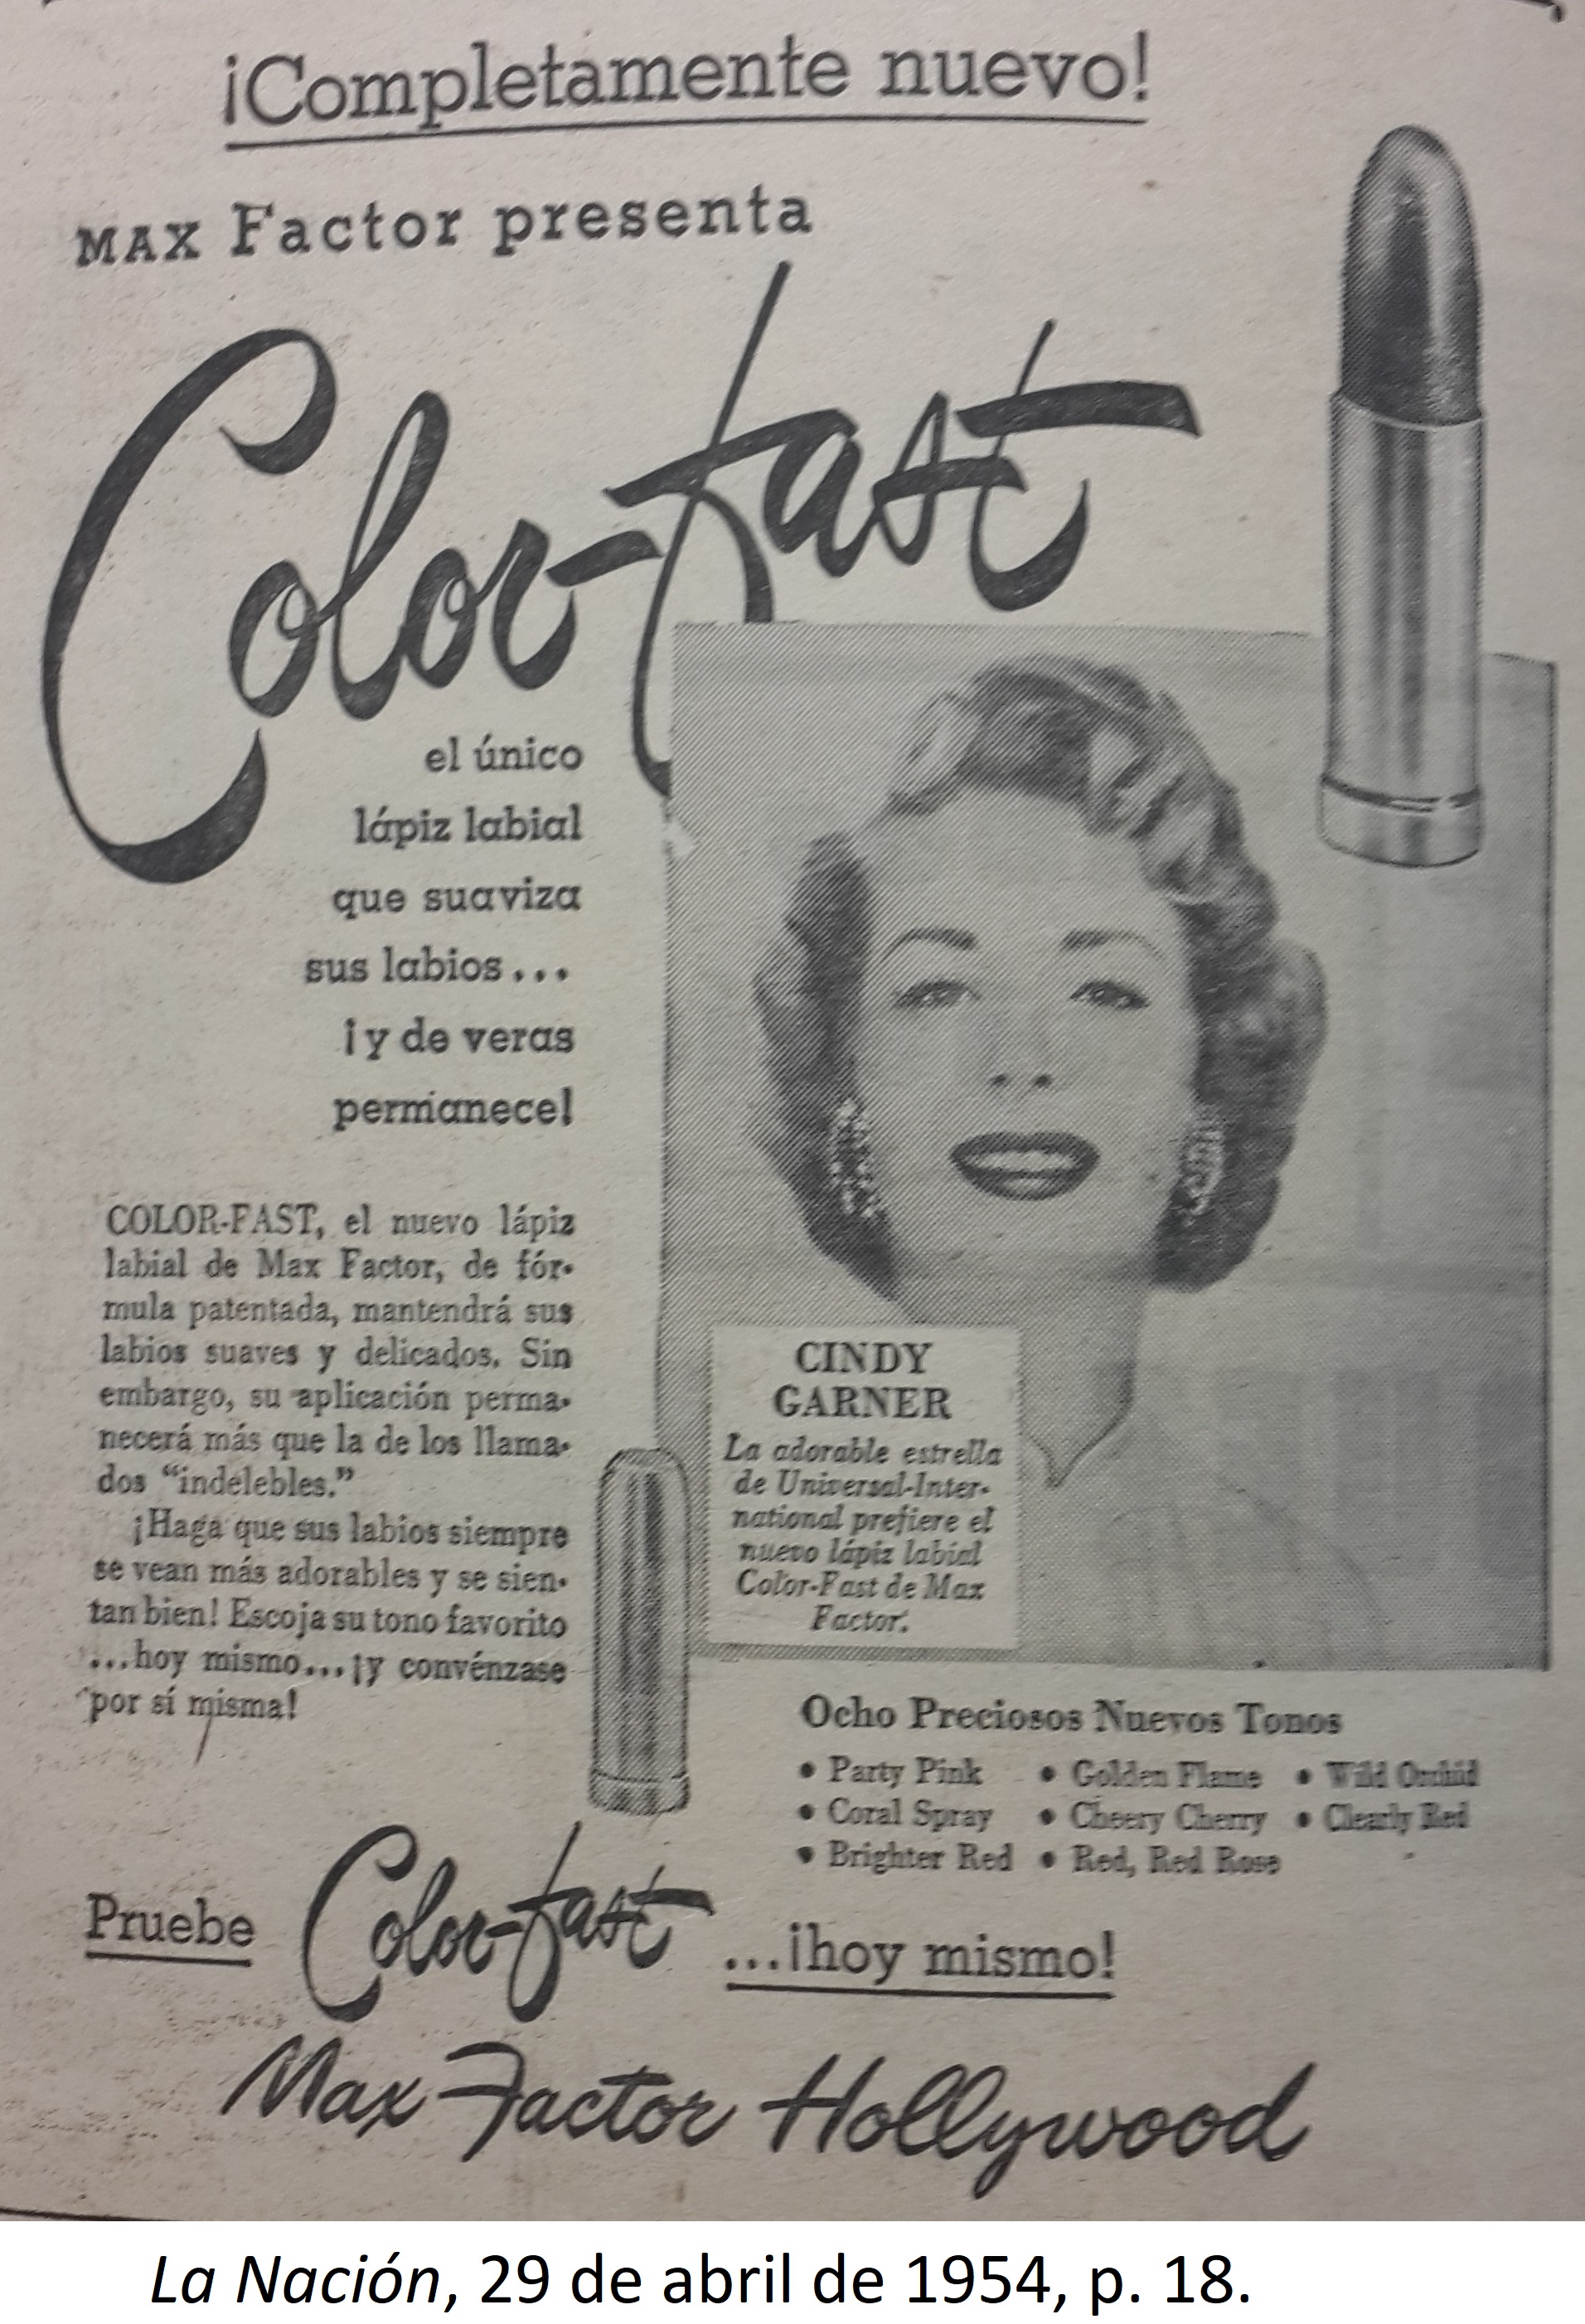 ¡Completamente nuevo!
MAX Factor presenta
Color-fast
el único
lápiz labial
que suaviza
sus labios...
¡y de veras
permanece!
COLOR-FAST, el nuevo lápiz
labial de Max Factor, de fór-
mula patentada, mantendrá sus
labios suaves y delicados. Sin
embargo, su aplicación perma-
necerá más que la de los llama-
dos “indelebles.”
¡Haga que sus labios siempre
se vean más adorables y se sien-
tan bien! Escoja su tono favorito
...hoy mismo...¡y convénzase
por sí misma!
CINDY
GARNER
La adorable estrella
de Universal-Inter-
national prefiere el
nuevo lápiz labial
Color-Fast de Max
Factor.
Ocho Preciosos Nuevos Tonos
• Party Pink • Golden Flame • Wild Orchid
• Coral Spray • Cheery Cherry • Clearly Red
• Brighter Red • Red, Red Rose
Pruebe Color-fast ...¡hoy mismo!
Max Factor Hollywood
La Nación, 29 de abril de 1954, p. 18.